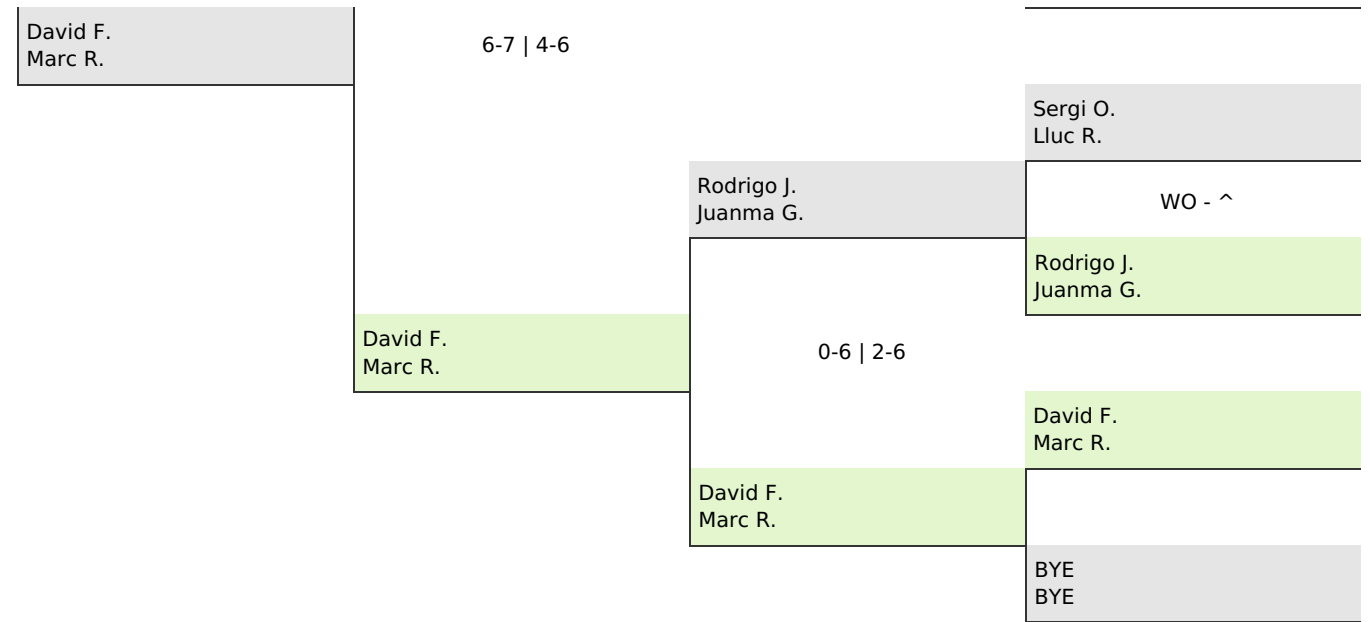 David F.
Marc R.
6-7 | 4-6
Sergi O.
Lluc R.
Rodrigo J.
Juanma G.
WO - ^
Rodrigo J.
Juanma G.
David F.
Marc R.
0-6 | 2-6
David F.
Marc R.
David F.
Marc R.
BYE
BYE